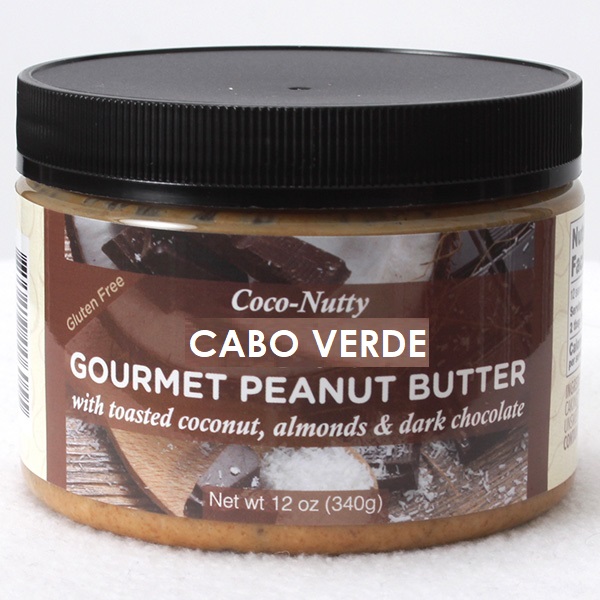 Gluten Free
Coco-Nutty
CABO VERDE
GOURMET PEANUT BUTTER
with toasted coconut, almonds & dark chocolate
Net wt 12 oz (340g)